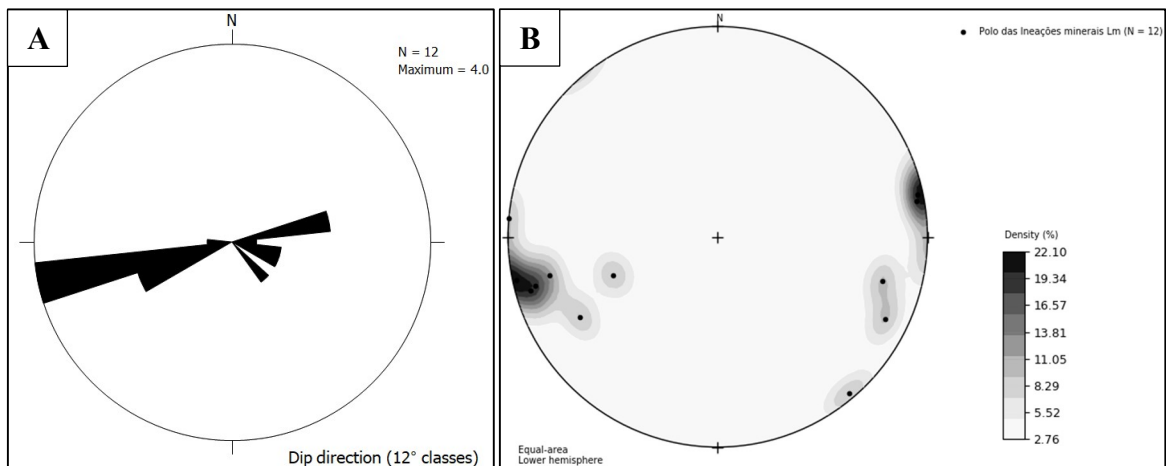 A
N
N = 12
Maximum = 4.0
Dip direction (12° classes)
B
N
Polo das lneações minerais Lm (N = 12)
Density (%)
22.10
19.34
16.57
13.81
11.05
8.29
5.52
2.76
Equal-area
Lower hemisphere